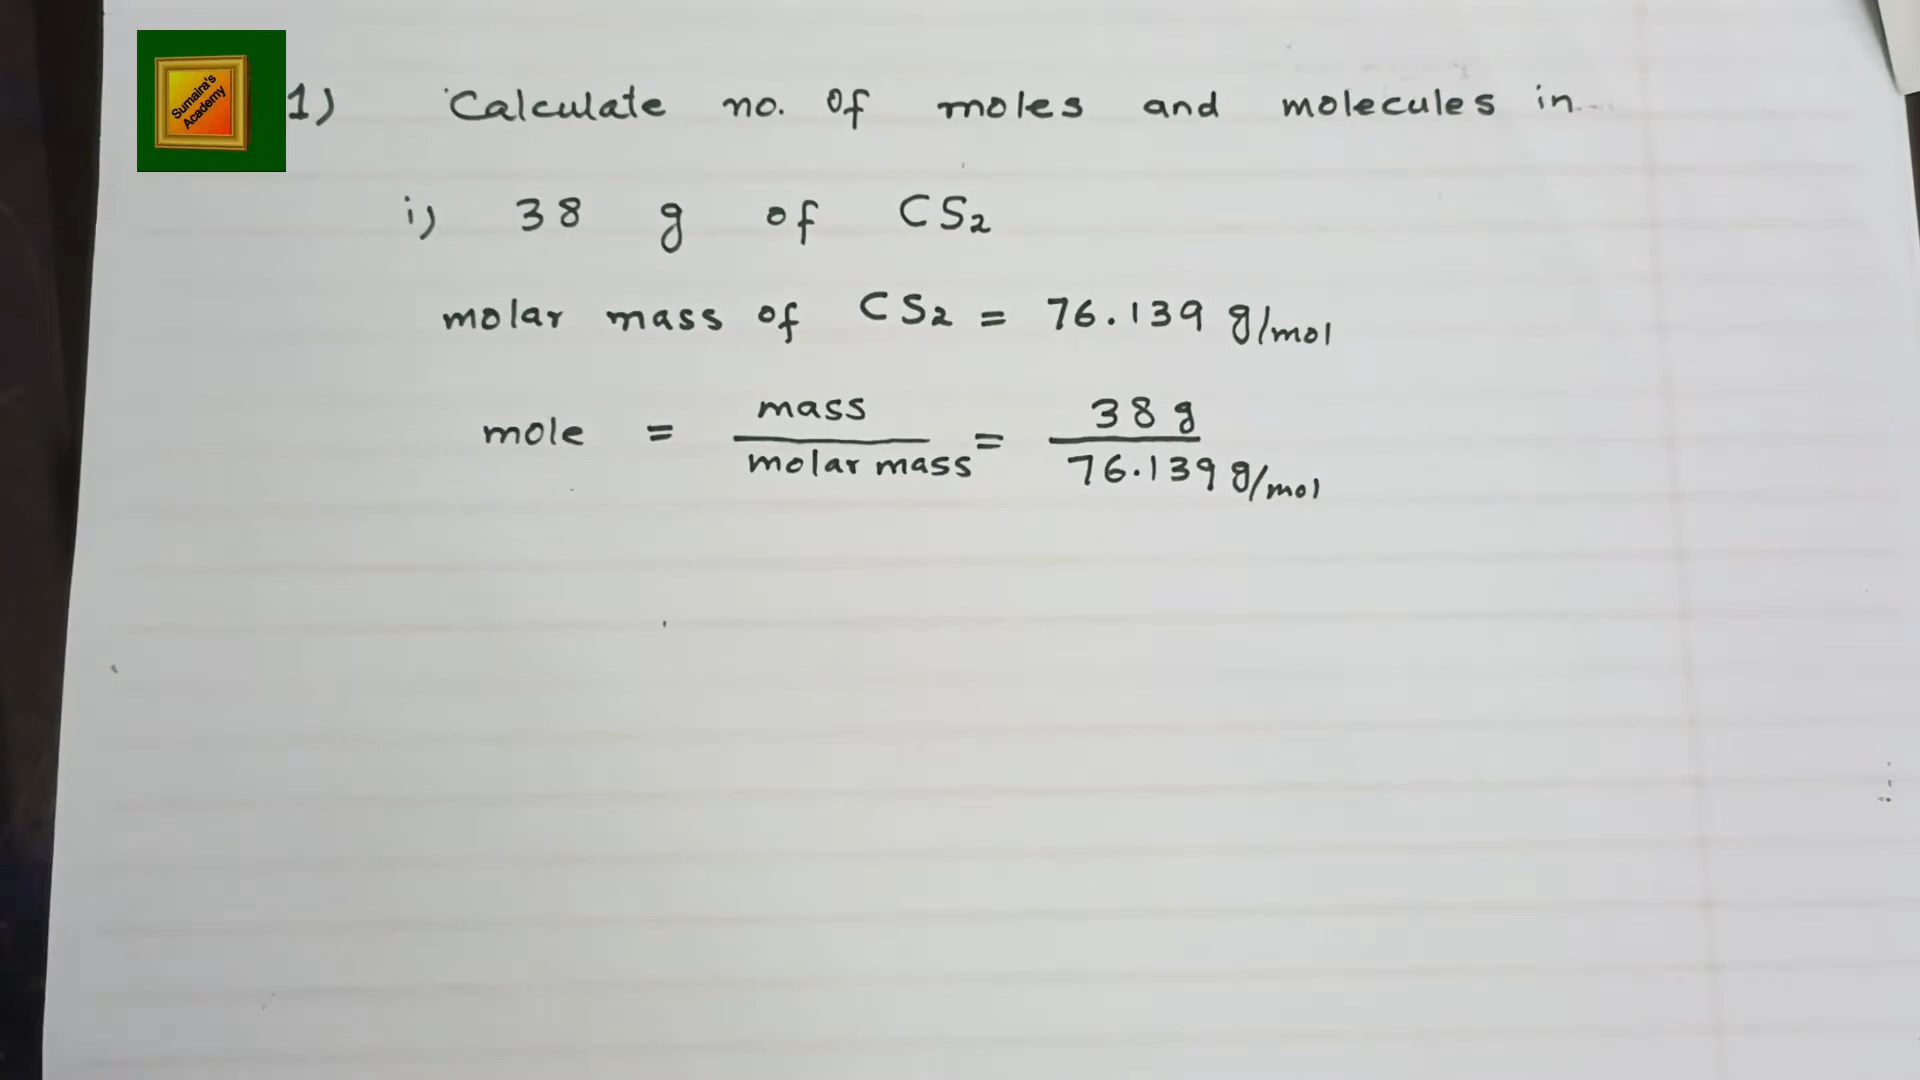 Sumaira's
Academy
1) Calculate no. of moles and molecules in
i) 38 g of CS₂
molar mass of CS₂ = 76.139 g/mol
mole = mass / molar mass = 38 g / 76.139 g/mol